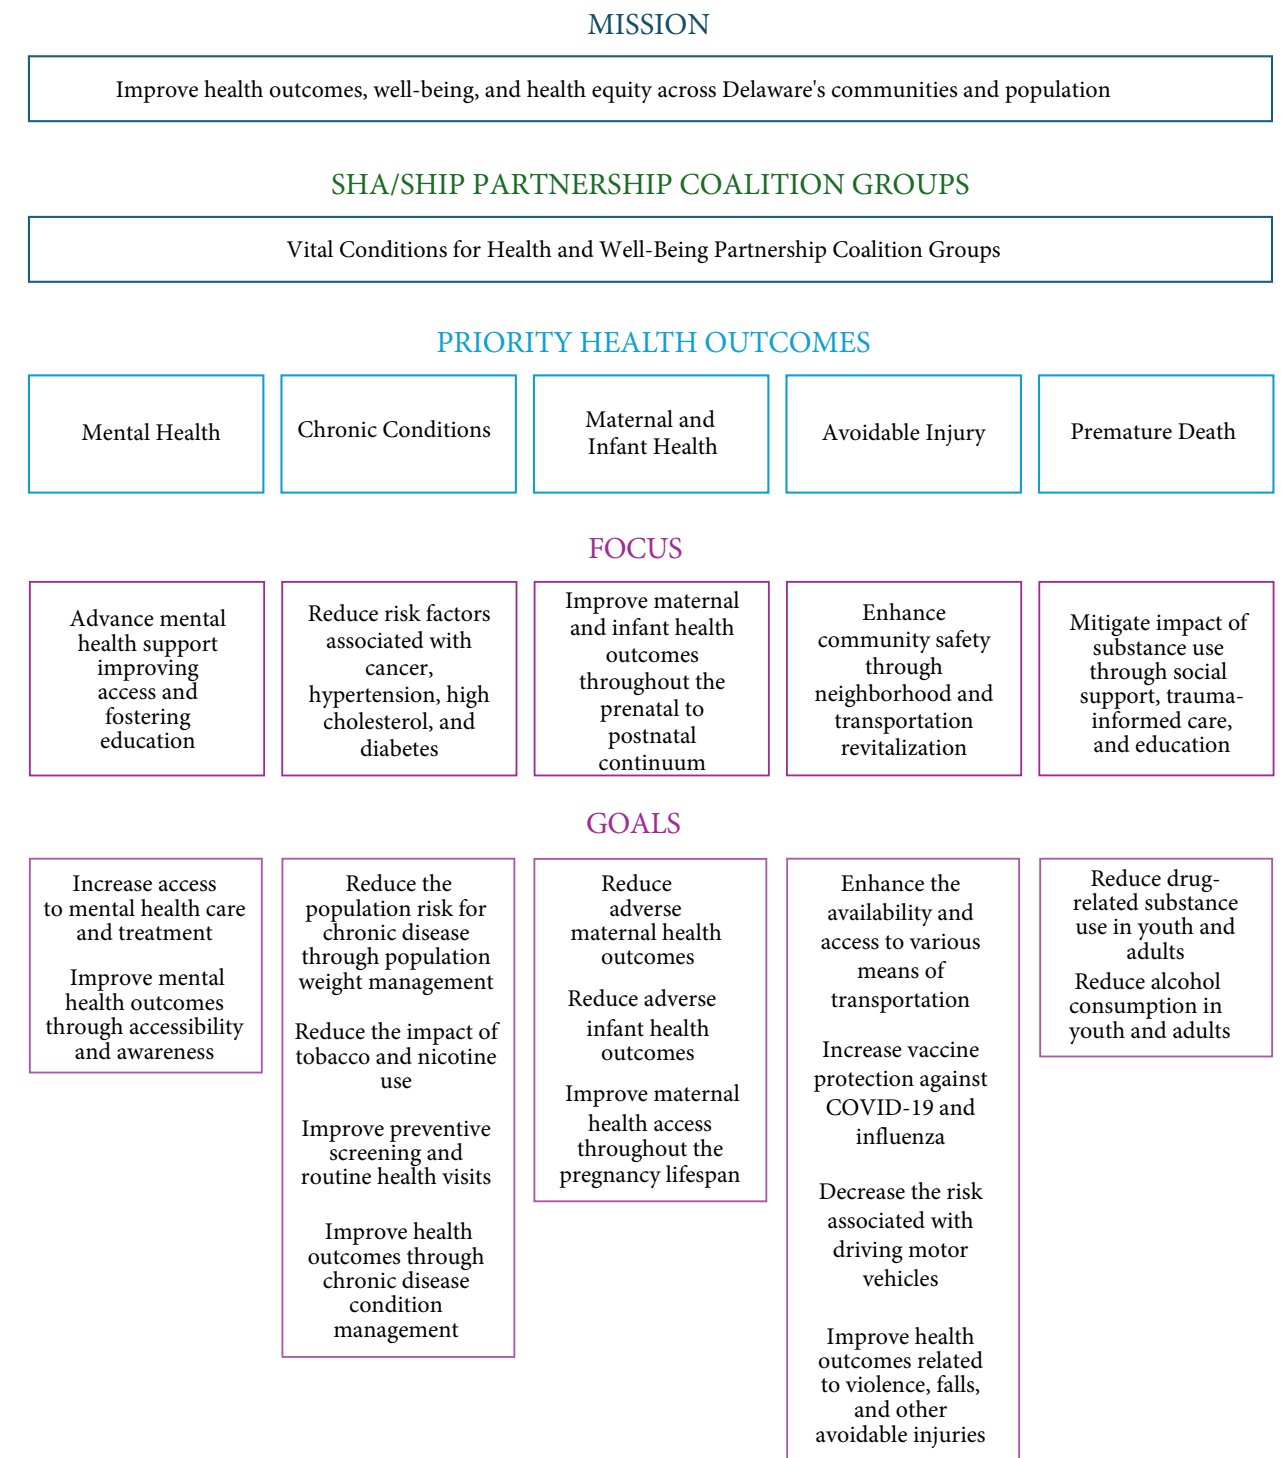 MISSION
Improve health outcomes, well-being, and health equity across Delaware's communities and population
SHA/SHIP PARTNERSHIP COALITION GROUPS
Vital Conditions for Health and Well-Being Partnership Coalition Groups
PRIORITY HEALTH OUTCOMES
Mental Health
Chronic Conditions
Maternal and
Infant Health
Avoidable Injury
Premature Death
FOCUS
Advance mental
health support
improving
access and
fostering
education
Reduce risk factors
associated with
cancer,
hypertension, high
cholesterol, and
diabetes
Improve maternal
and infant health
outcomes
throughout the
prenatal to
postnatal
continuum
Enhance
community safety
through
neighborhood and
transportation
revitalization
Mitigate impact of
substance use
through social
support, trauma-
informed care,
and education
GOALS
Increase access
to mental health care
and treatment
Improve mental
health outcomes
through accessibility
and awareness
Reduce the
population risk for
chronic disease
through population
weight management
Reduce the impact of
tobacco and nicotine
use
Improve preventive
screening and
routine health visits
Improve health
outcomes through
chronic disease
condition
management
Reduce
adverse
maternal health
outcomes
Reduce adverse
infant health
outcomes
Improve maternal
health access
throughout the
pregnancy lifespan
Enhance the
availability and
access to various
means of
transportation
Increase vaccine
protection against
COVID-19 and
influenza
Decrease the risk
associated with
driving motor
vehicles
Improve health
outcomes related
to violence, falls,
and other
avoidable injuries
Reduce drug-
related substance
use in youth and
adults
Reduce alcohol
consumption in
youth and adults